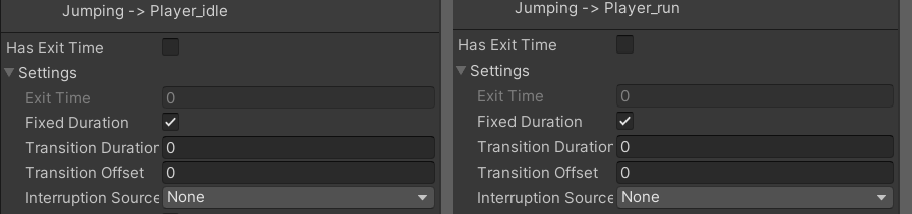 Jumping -> Player_idle
Has Exit Time
Settings
Exit Time 0
Fixed Duration
Transition Duration 0
Transition Offset 0
Interruption Source None
Jumping -> Player_run
Has Exit Time
Settings
Exit Time 0
Fixed Duration
Transition Duration 0
Transition Offset 0
Interruption Source None